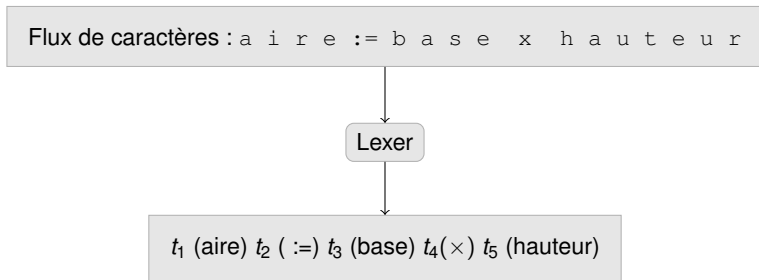 Flux de caractères : a i r e := b a s e x h a u t e u r
Lexer
t₁ (aire) t₂ ( :=) t₃ (base) t₄(×) t₅ (hauteur)